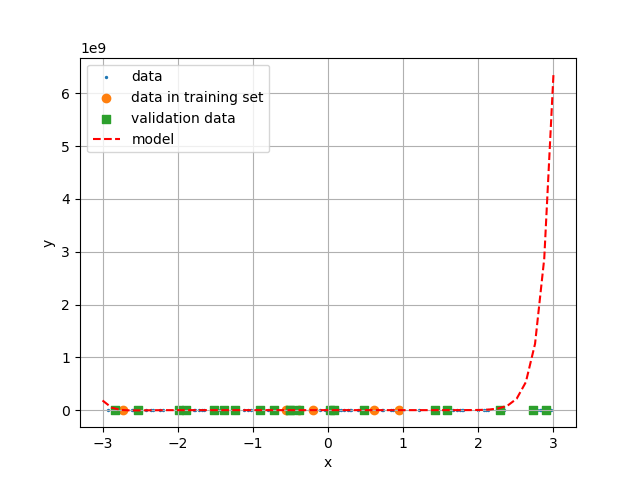 1e9
data
data in training set
validation data
model
6
5
4
3
2
1
0
y
−3 −2 −1 0 1 2 3
x